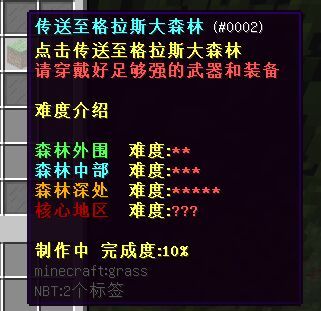 传送至格拉斯大森林 (#0002)
点击传送至格拉斯大森林
请穿戴好足够强的武器和装备
难度介绍
森林外围 难度:**
森林中部 难度:***
森林深处 难度:*****
核心地区 难度:???
制作中 完成度:10%
minecraft:grass
NBT:2个标签